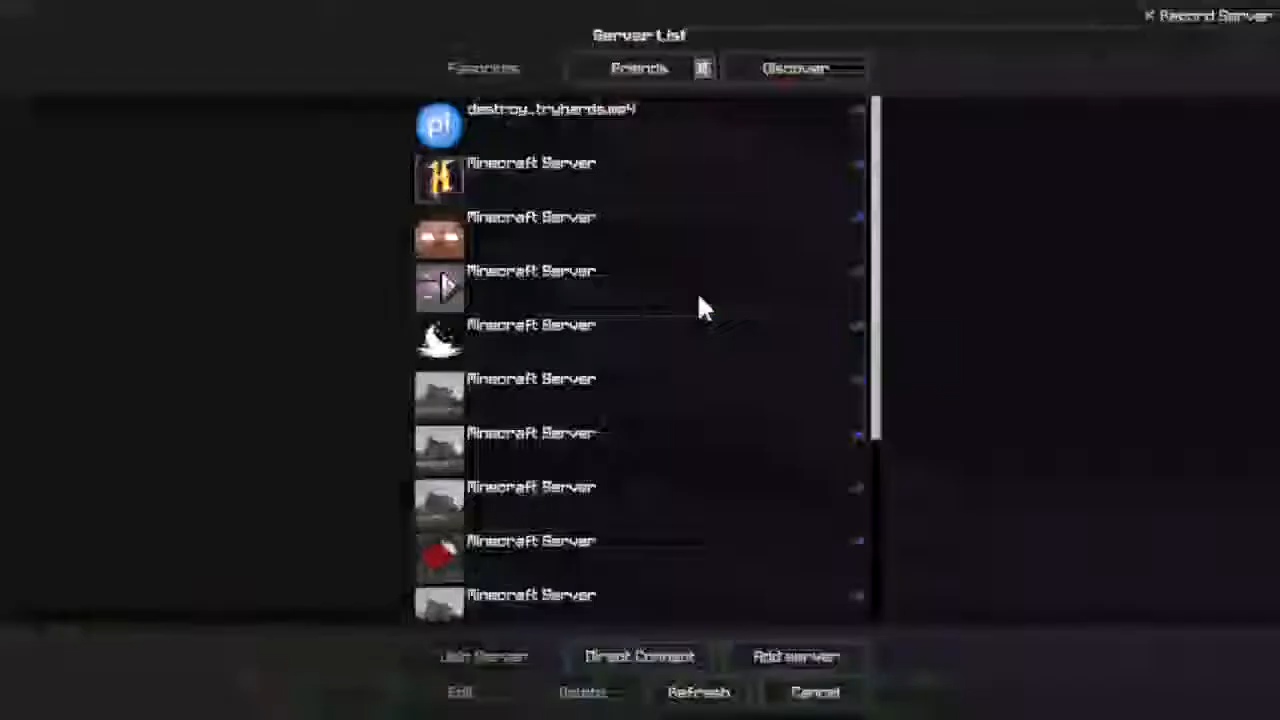 × Record Server
Server List
Favorites Friends Discover
destroy_tryhards.mp4
pl
Minecraft Server
Minecraft Server
Minecraft Server
Minecraft Server
Minecraft Server
Minecraft Server
Minecraft Server
Minecraft Server
Minecraft Server
Join Server Direct Connect Add server
Edit Delete Refresh Cancel